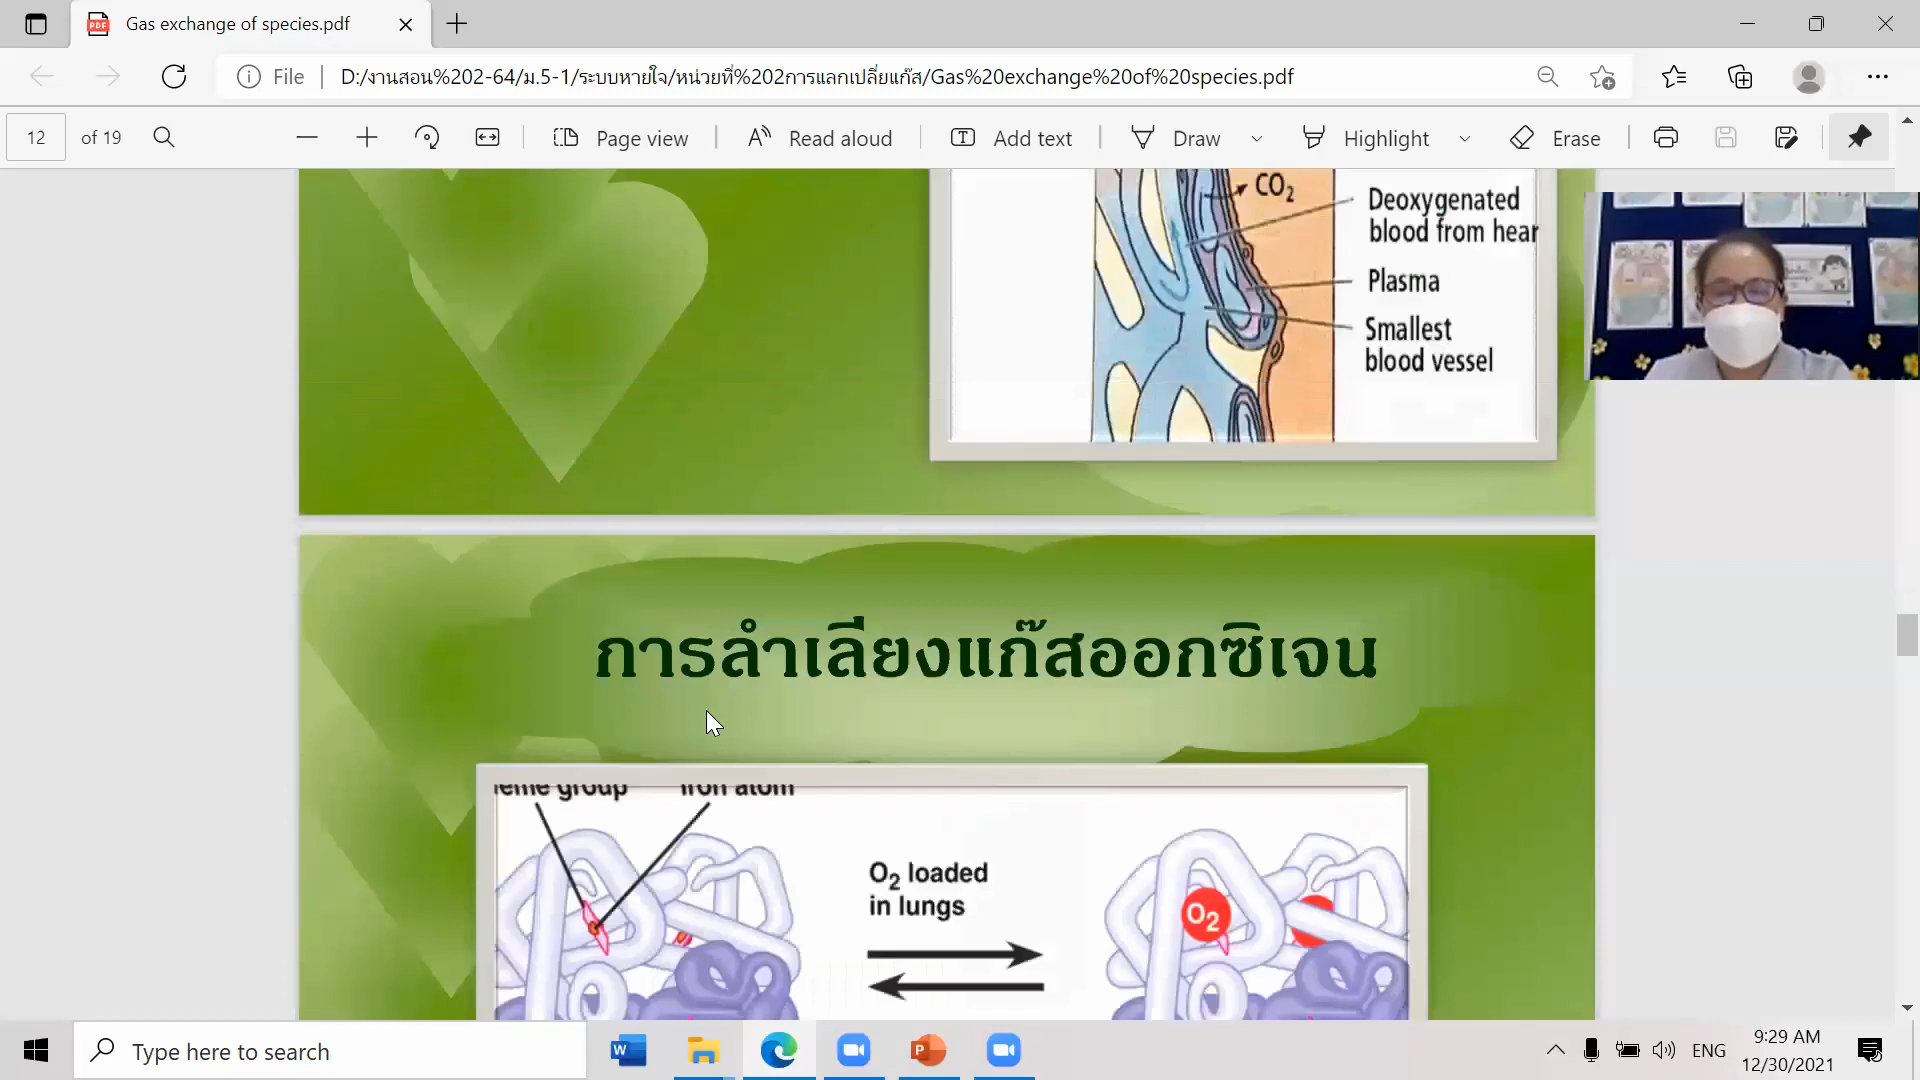 Gas exchange of species.pdf
File
D:/งานสอน%202-64/ม.5-1/ระบบหายใจ/หน่วยที่%202การแลกเปลี่ยนแก๊ส/Gas%20exchange%20of%20species.pdf
12 of 19
Page view
Read aloud
Add text
Draw
Highlight
Erase
CO2
Deoxygenated
blood from hear
Plasma
Smallest
blood vessel
การลำเลียงแก๊สออกซิเจน
eme group
iron atom
O2 loaded
in lungs
O2
Type here to search
ENG
9:29 AM
12/30/2021